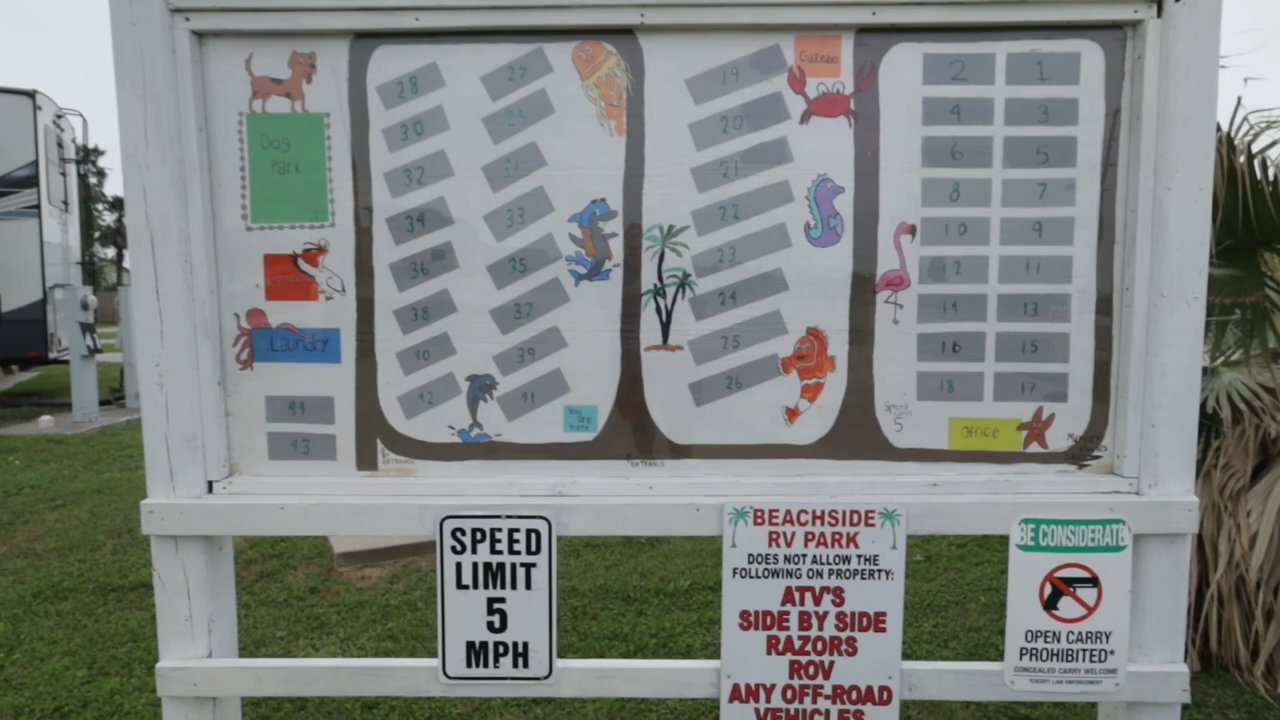 28 27 19 Gazebo 2 1
30 29 20 4 3
Dog
Park
32 31 21 6 5
34 33 22 8 7
36 35 23 10 9
12 11
38 37 24 14 13
Laundry
40 39 25 16 15
42 41 26 18 17
44
43
You
are
here
Speed
Limit
5
Office
ENTRANCE
ENTRANCE
SPEED
LIMIT
5
MPH
BEACHSIDE
RV PARK
DOES NOT ALLOW THE
FOLLOWING ON PROPERTY:
ATV'S
SIDE BY SIDE
RAZORS
ROV
ANY OFF-ROAD
VEHICLES
BE CONSIDERATE
OPEN CARRY
PROHIBITED*
CONCEALED CARRY WELCOME
*EXCEPT LAW ENFORCEMENT